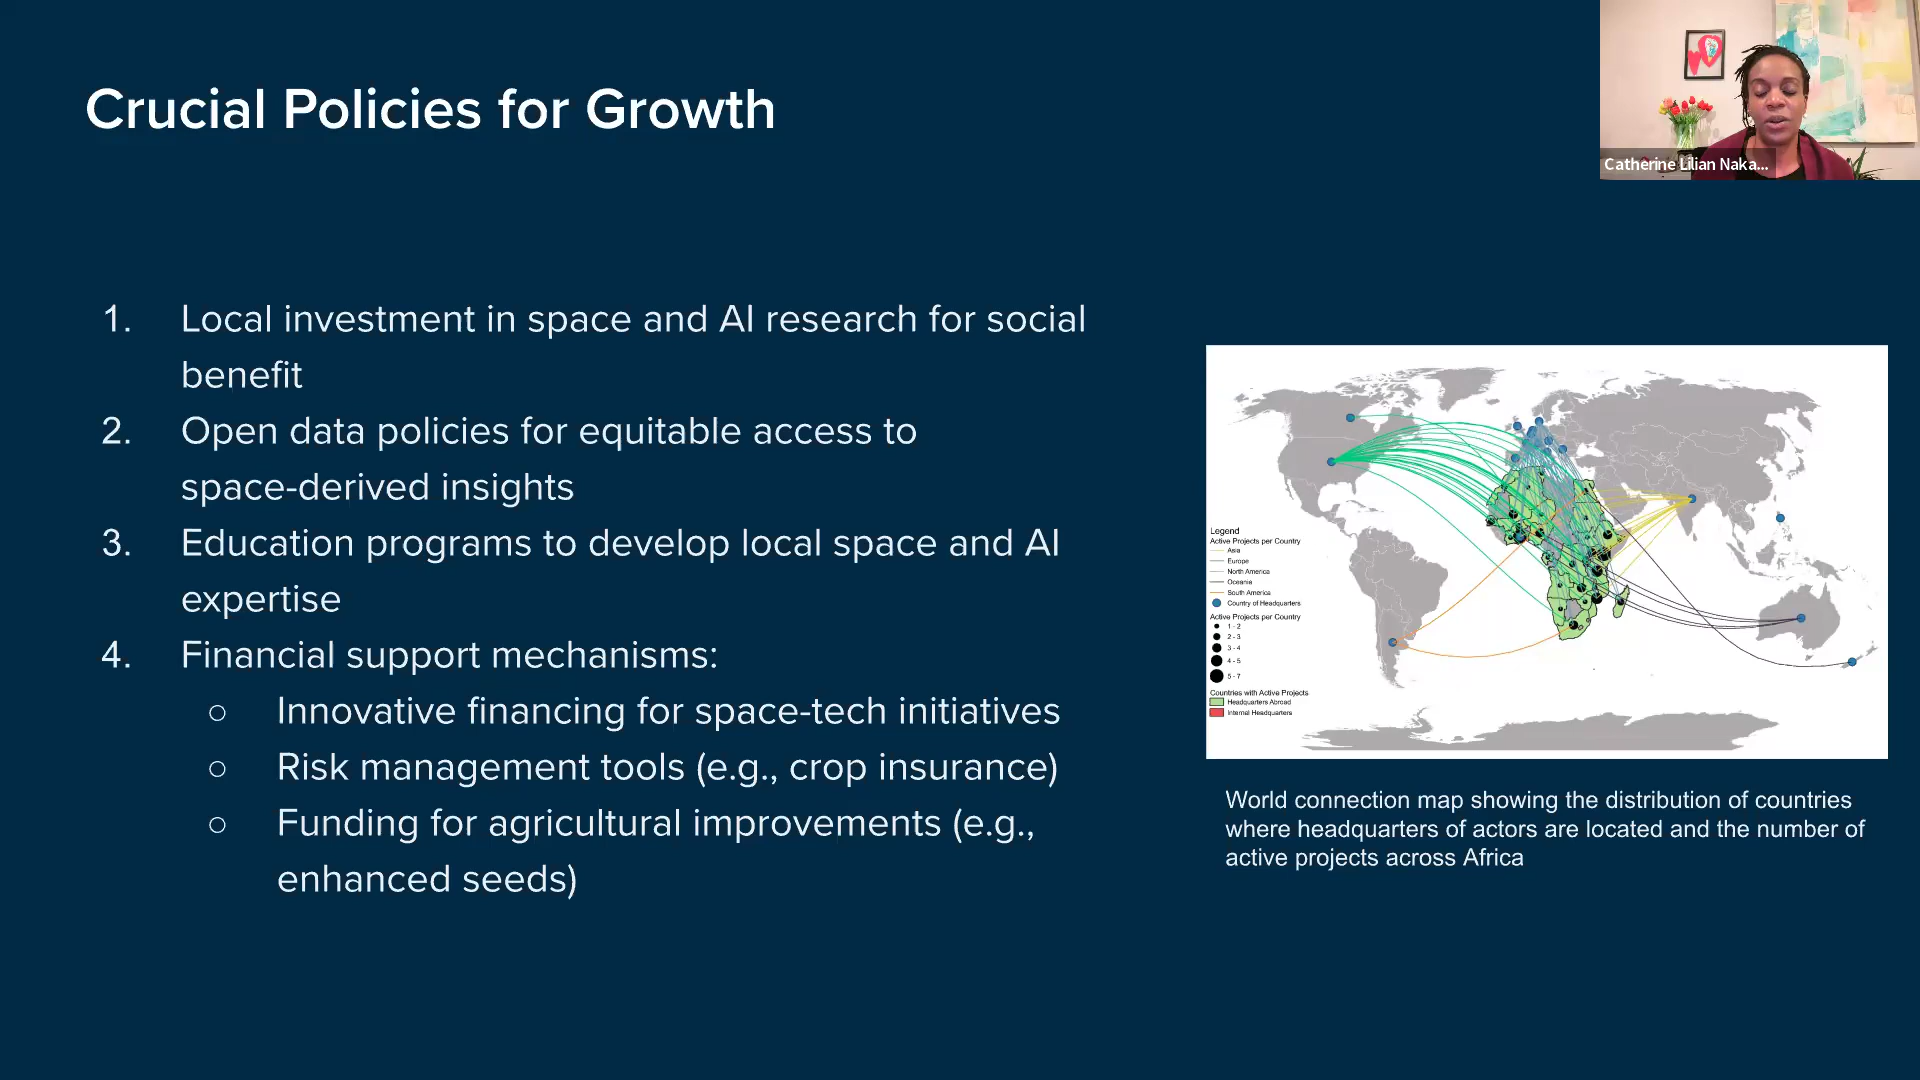 Crucial Policies for Growth
Catherine Lilian Naka...
1. Local investment in space and AI research for social
benefit
2. Open data policies for equitable access to
space-derived insights
3. Education programs to develop local space and AI
expertise
4. Financial support mechanisms:
○ Innovative financing for space-tech initiatives
○ Risk management tools (e.g., crop insurance)
○ Funding for agricultural improvements (e.g.,
enhanced seeds)
Legend
Active Projects per Country
Asia
Europe
North America
Oceania
South America
Country of Headquarters
Active Projects per Country
1 - 2
2 - 3
3 - 4
4 - 5
5 - 7
Countries with Active Projects
Headquarters Abroad
Internal Headquarters
World connection map showing the distribution of countries
where headquarters of actors are located and the number of
active projects across Africa